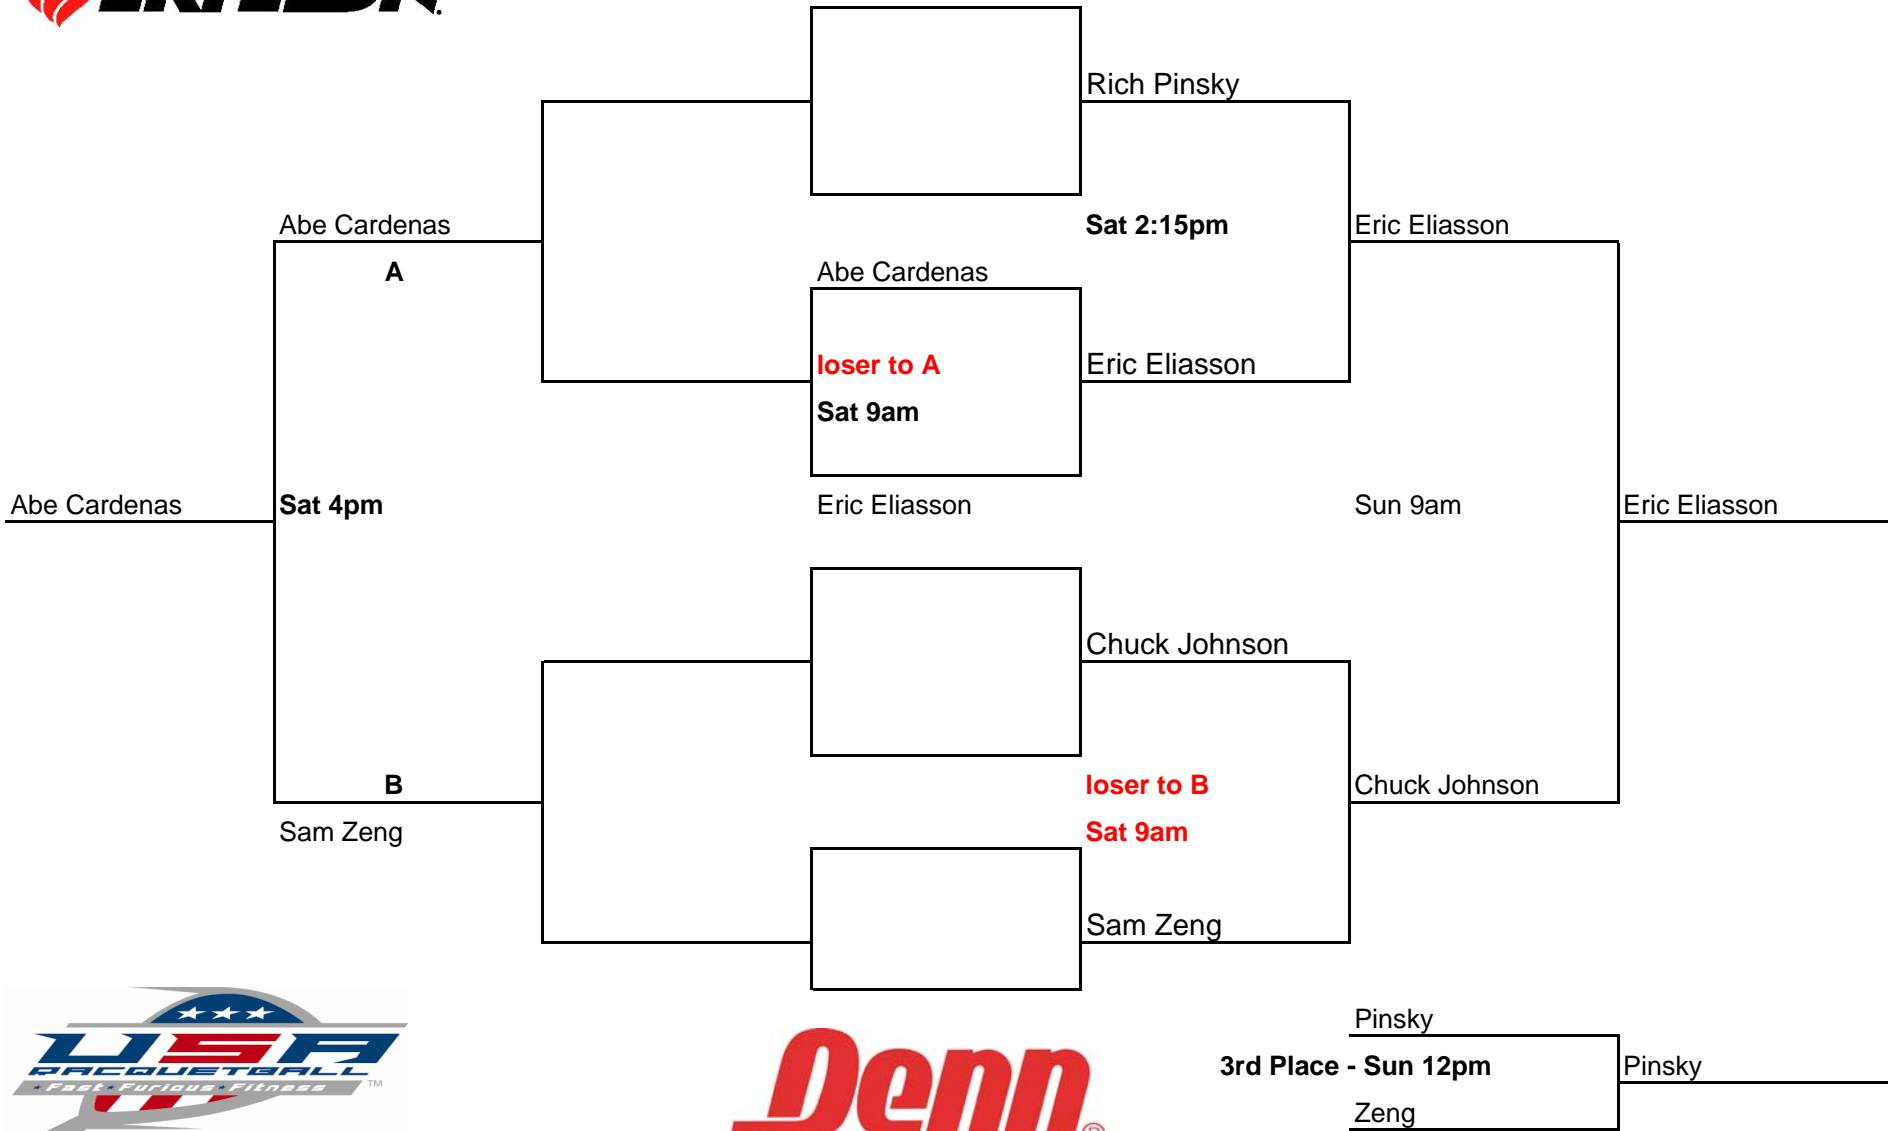 Rich Pinsky
Abe Cardenas
Sat 2:15pm
Eric Eliasson
A
Abe Cardenas
loser to A
Eric Eliasson
Sat 9am
Abe Cardenas
Sat 4pm
Eric Eliasson
Sun 9am
Eric Eliasson
Chuck Johnson
B
loser to B
Chuck Johnson
Sam Zeng
Sat 9am
Sam Zeng
Pinsky
3rd Place - Sun 12pm
Pinsky
Zeng
USA
RACQUETBALL
Fast Furious Fitness TM
Penn ®